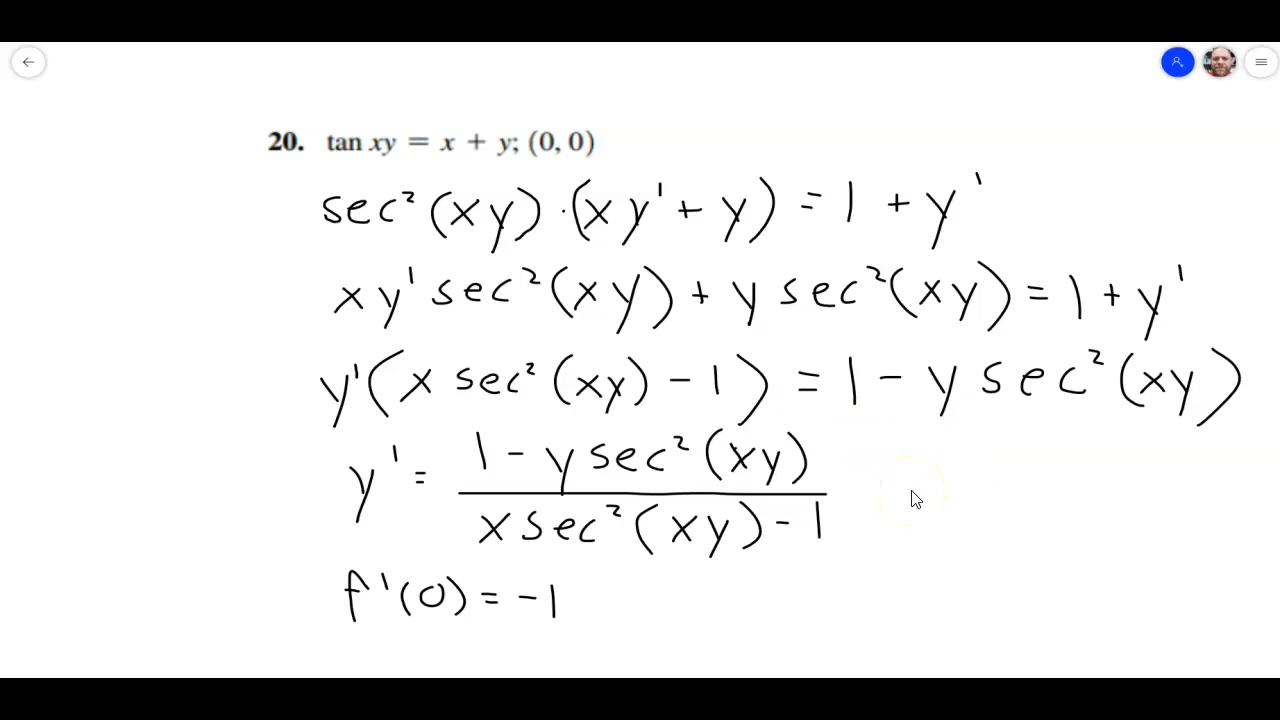 20. tan xy = x + y; (0, 0)
sec²(xy)·(xy' + y) = 1 + y'
xy' sec²(xy) + y sec²(xy) = 1 + y'
y'(x sec²(xy) - 1) = 1 - y sec²(xy)
y' = 1 - y sec²(xy) / x sec²(xy) - 1
f'(0) = -1